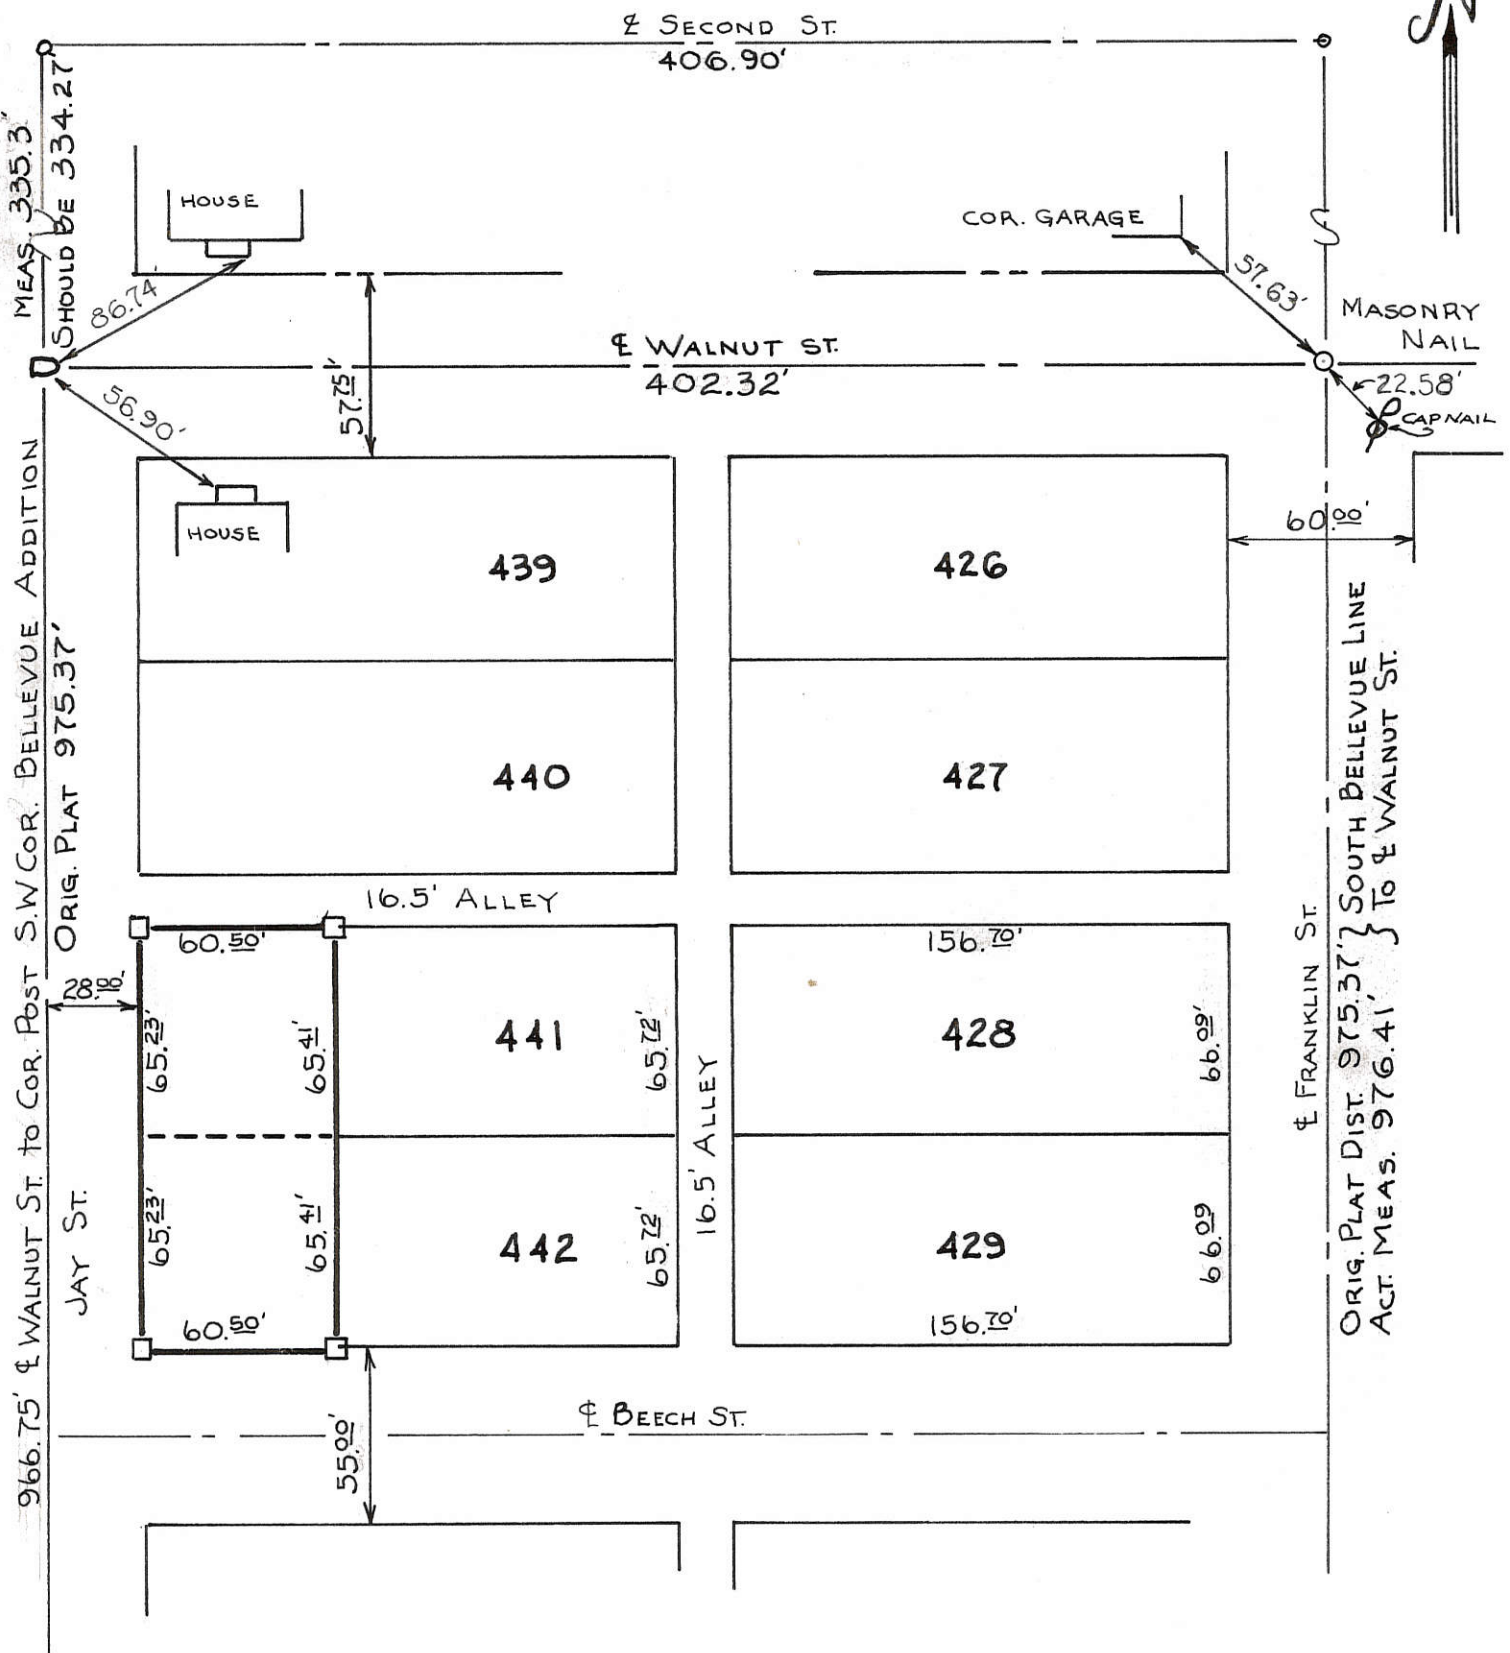 N
℄ SECOND ST.
406.90'
MEAS. 335.3'
SHOULD BE 334.27'
HOUSE
COR. GARAGE
86.74'
57.63'
MASONRY
NAIL
℄ WALNUT ST.
402.32'
57.75'
56.90'
22.58'
CAP NAIL
HOUSE
60.00'
439
426
440
427
16.5' ALLEY
60.50'
156.70'
28.00'
65.23'
65.41'
441
65.72'
428
66.09'
16.5' ALLEY
65.23'
65.41'
442
65.72'
429
66.09
60.50'
156.70'
JAY ST.
℄ FRANKLIN ST.
℄ BEECH ST.
55.00'
966.75' ℄ WALNUT ST. to COR. POST S.W COR. BELLEVUE ADDITION
ORIG. PLAT 975.37'
ORIG. PLAT DIST. 975.37' } SOUTH BELLEVUE LINE
ACT. MEAS. 976.41' } TO ℄ WALNUT ST.